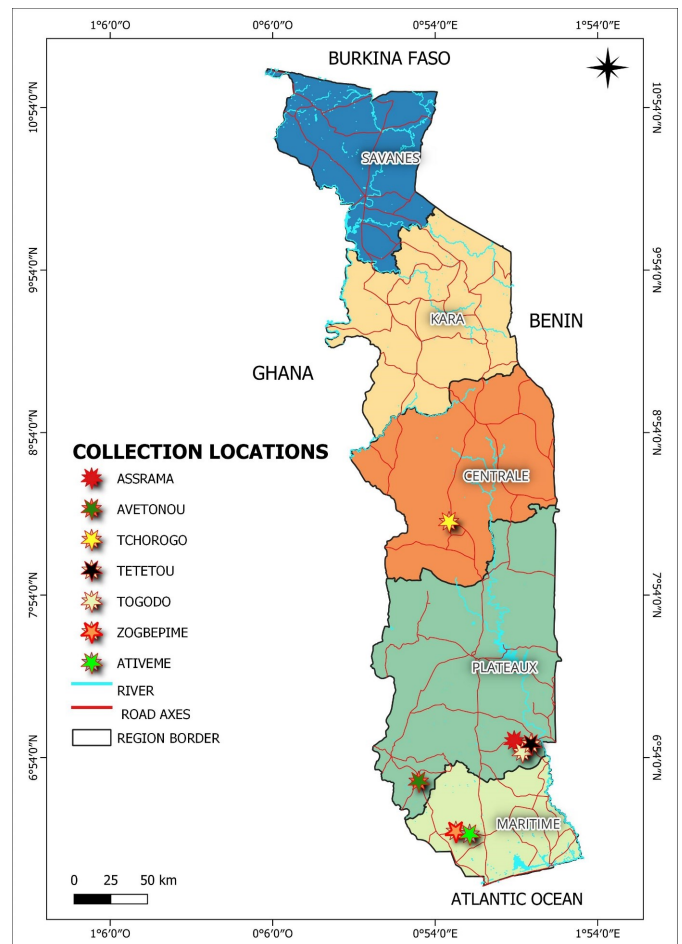 1°6′0″O 0°6′0″O 0°54′0″E 1°54′0″E
BURKINA FASO
10°54′0″N 10°54′0″N
SAVANES
9°54′0″N 9°54′0″N
KARA
BENIN
GHANA
8°54′0″N 8°54′0″N
COLLECTION LOCATIONS
ASSRAMA
AVETONOU
TCHOROGO
TETETOU
TOGODO
ZOGBEPIME
ATIVEME
RIVER
ROAD AXES
REGION BORDER
CENTRALE
7°54′0″N 7°54′0″N
PLATEAUX
6°54′0″N 6°54′0″N
MARITIME
0 25 50 km
ATLANTIC OCEAN
1°6′0″O 0°6′0″O 0°54′0″E 1°54′0″E